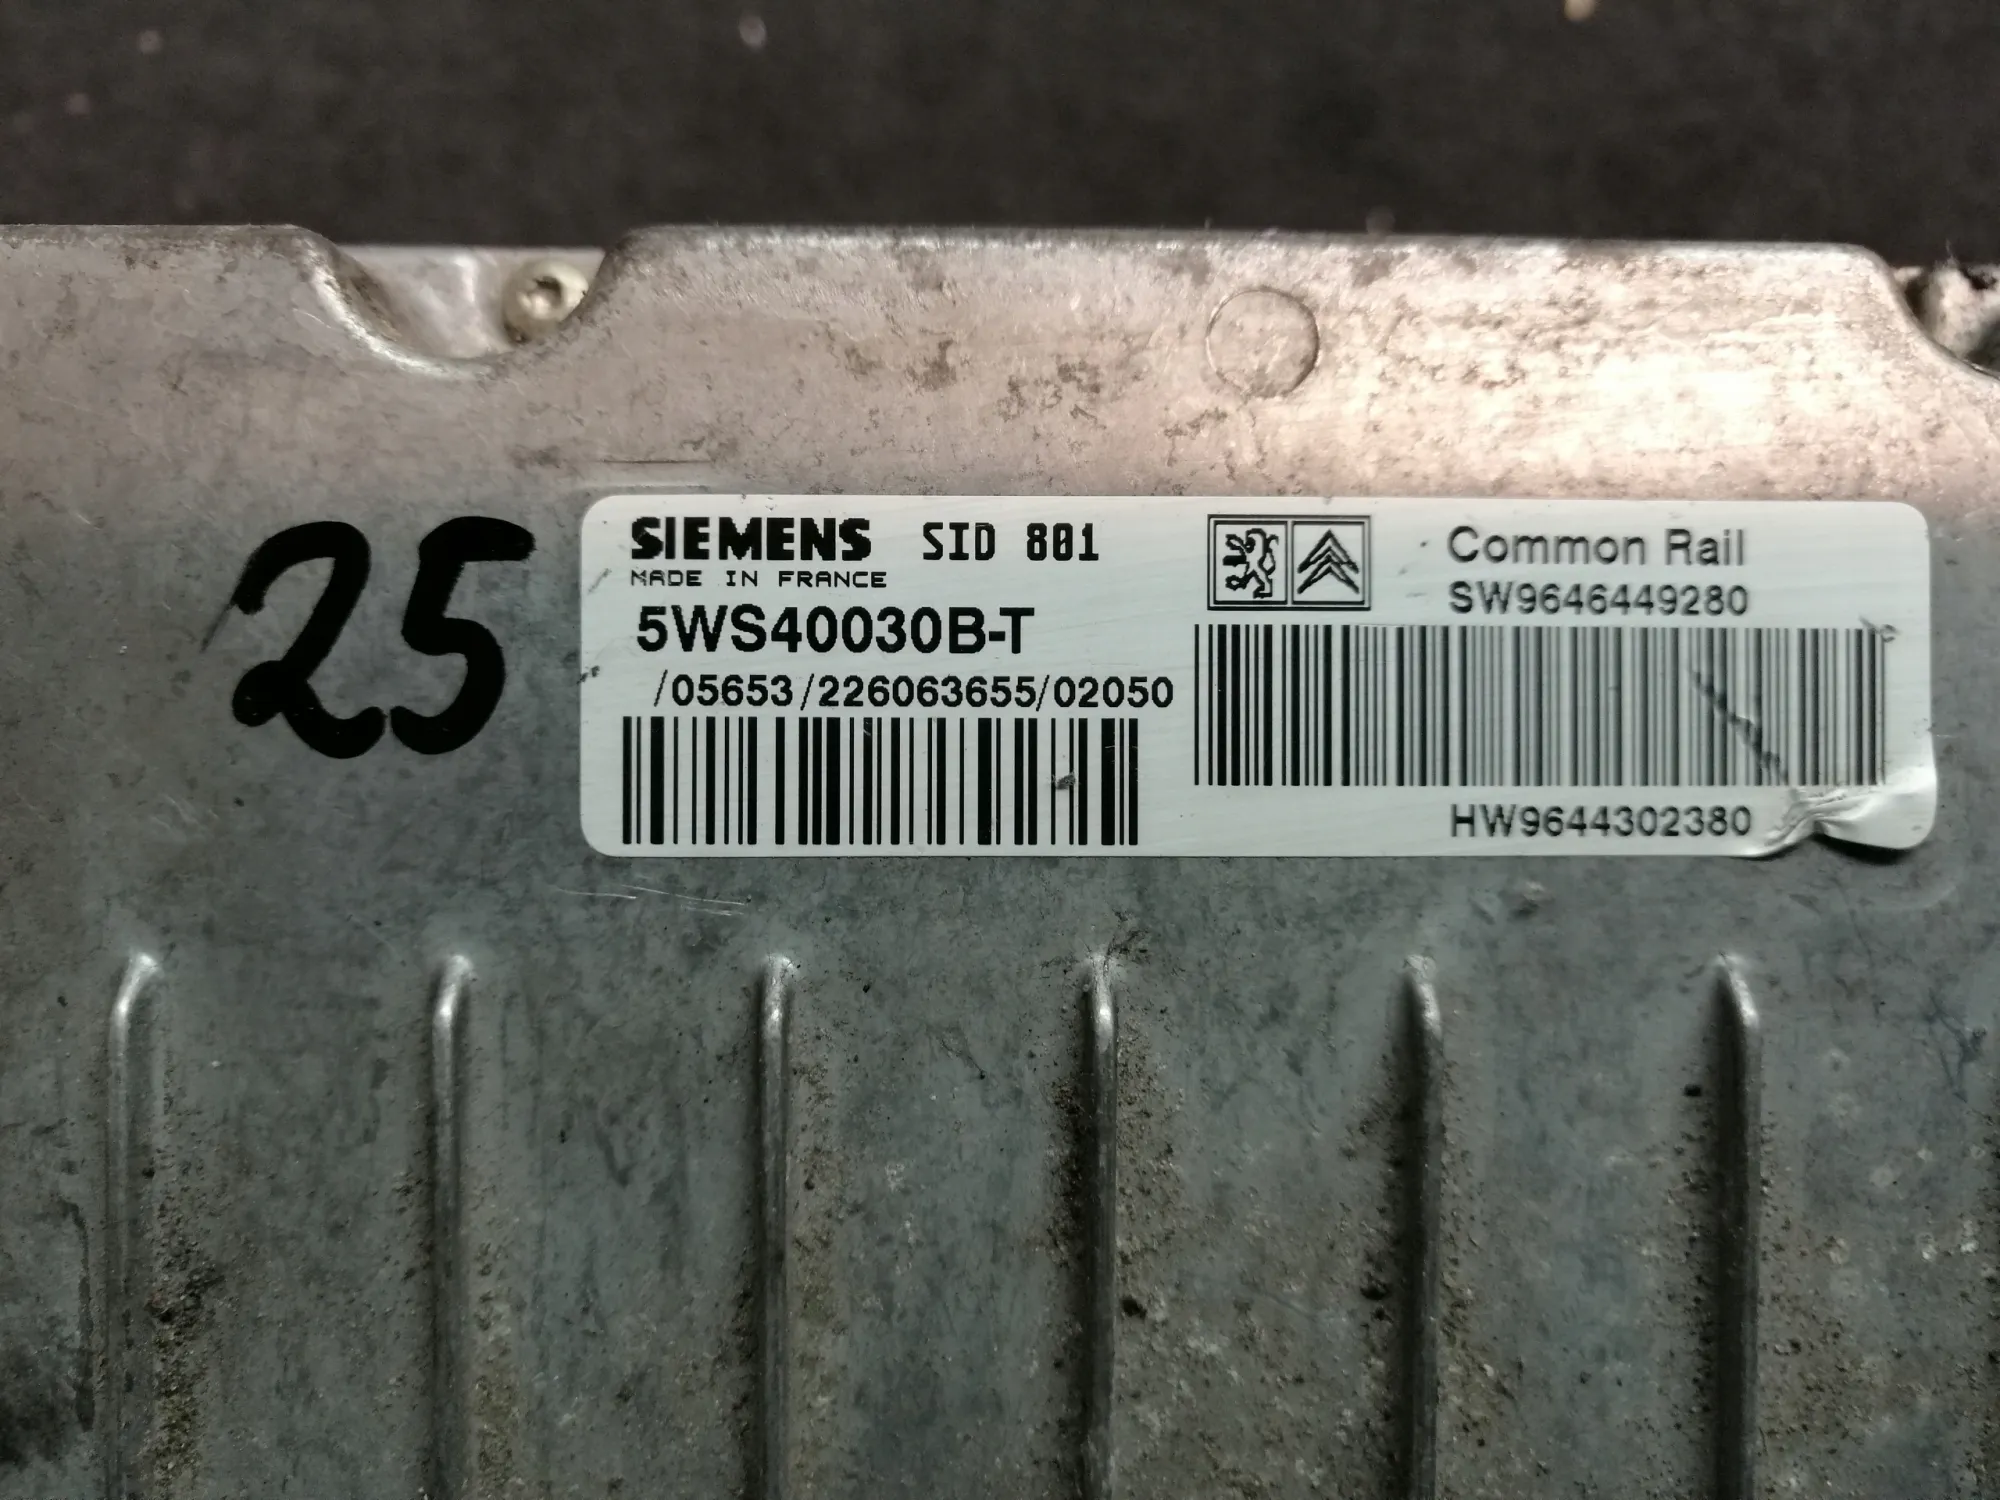 25
SIEMENS SID 801
MADE IN FRANCE
5WS40030B-T
/05653/226063655/02050
Common Rail
SW9646449280
HW9644302380